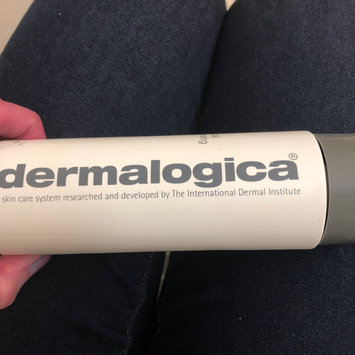 dermalogica®
skin care system researched and developed by The International Dermal Institute